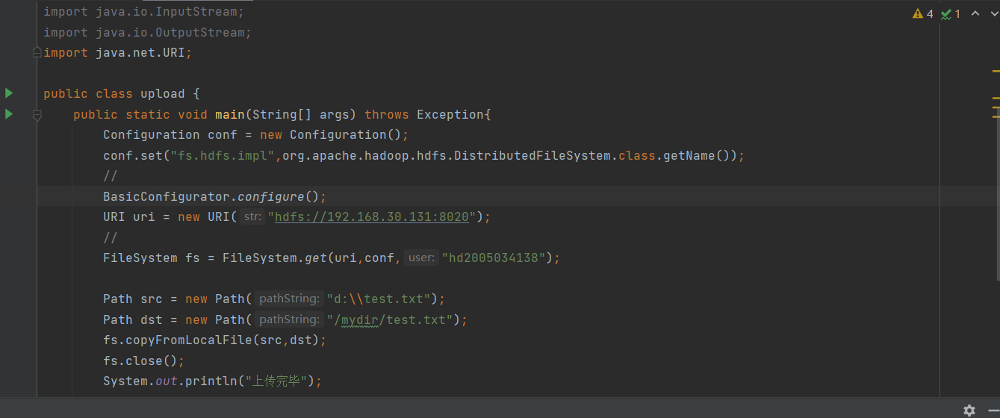 import java.io.InputStream;
4 1
import java.io.OutputStream;
import java.net.URI;
public class upload {
public static void main(String[] args) throws Exception{
Configuration conf = new Configuration();
conf.set("fs.hdfs.impl",org.apache.hadoop.hdfs.DistributedFileSystem.class.getName());
//
BasicConfigurator.configure();
URI uri = new URI( str: "hdfs://192.168.30.131:8020");
//
FileSystem fs = FileSystem.get(uri,conf, user: "hd2005034138");
Path src = new Path( pathString: "d:\\test.txt");
Path dst = new Path( pathString: "/mydir/test.txt");
fs.copyFromLocalFile(src,dst);
fs.close();
System.out.println("上传完毕");